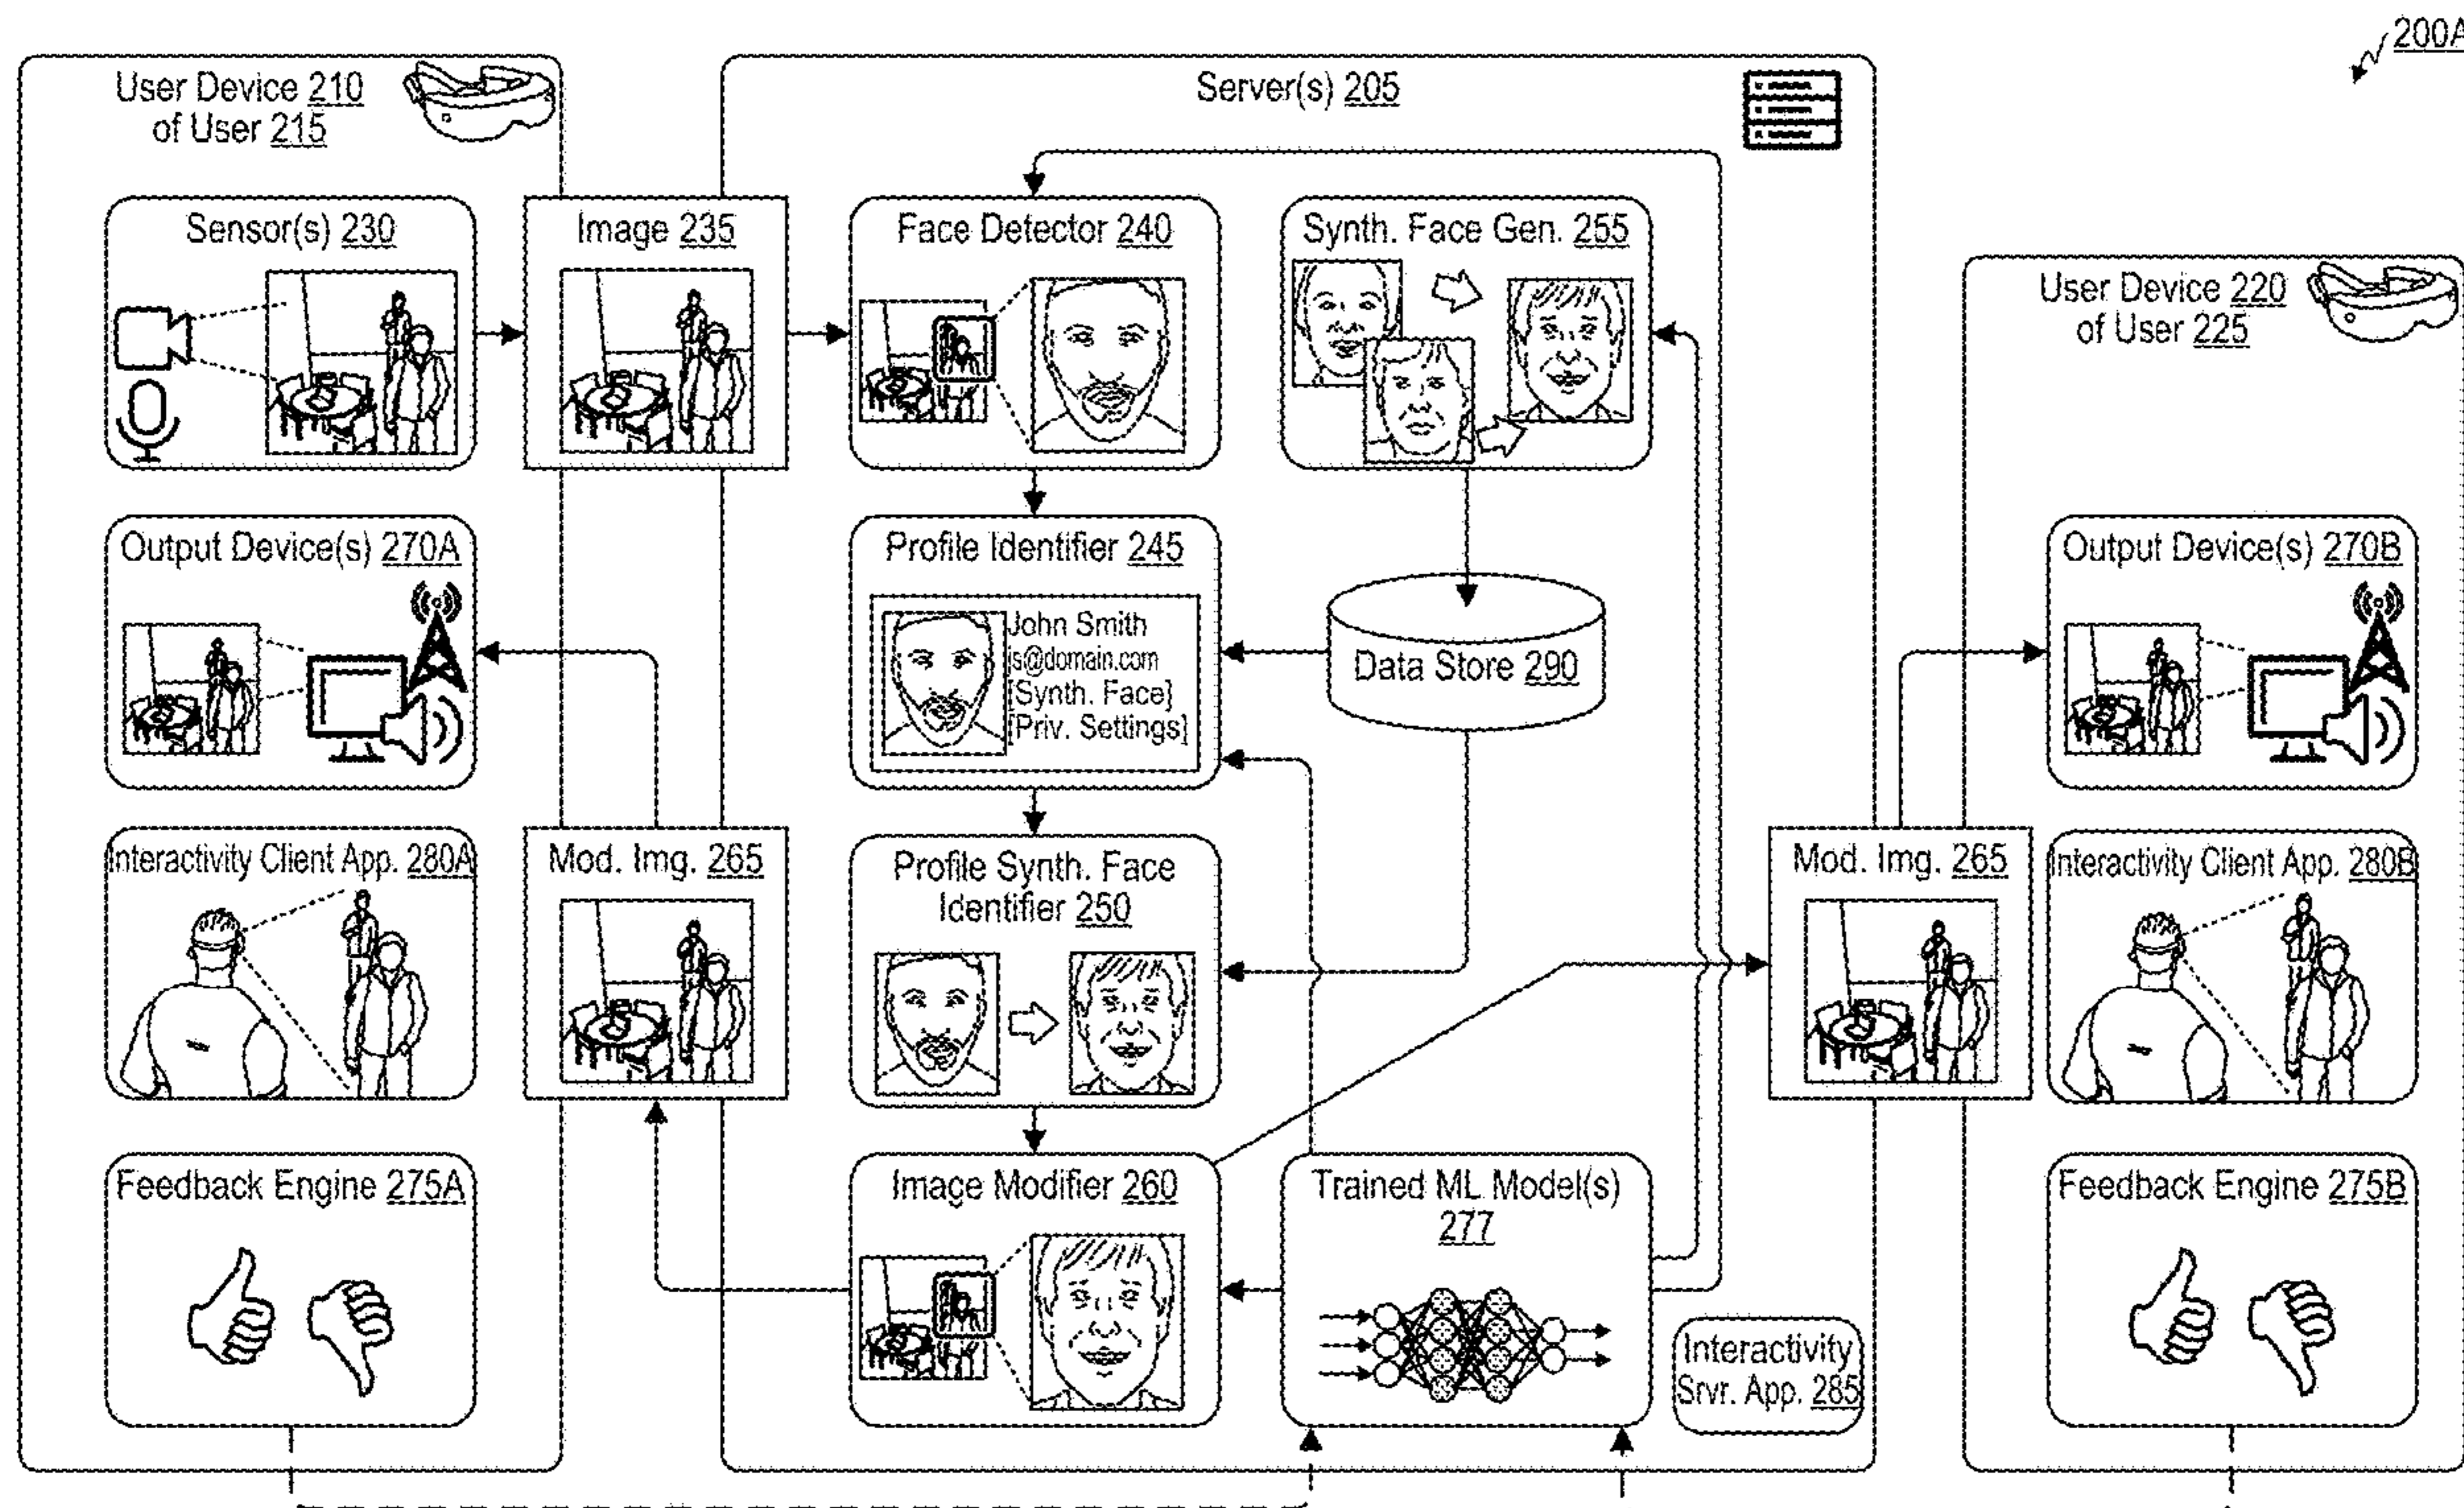 200A
User Device 210
of User 215
Server(s) 205
Sensor(s) 230
Image 235
Face Detector 240
Synth. Face Gen. 255
User Device 220
of User 225
Output Device(s) 270A
Profile Identifier 245
John Smith
js@domain.com
[Synth. Face]
[Priv. Settings]
Data Store 290
Output Device(s) 270B
Interactivity Client App. 280A
Mod. Img. 265
Profile Synth. Face
Identifier 250
Mod. Img. 265
Interactivity Client App. 280B
Feedback Engine 275A
Image Modifier 260
Trained ML Model(s)
277
Interactivity
Srvr. App. 285
Feedback Engine 275B